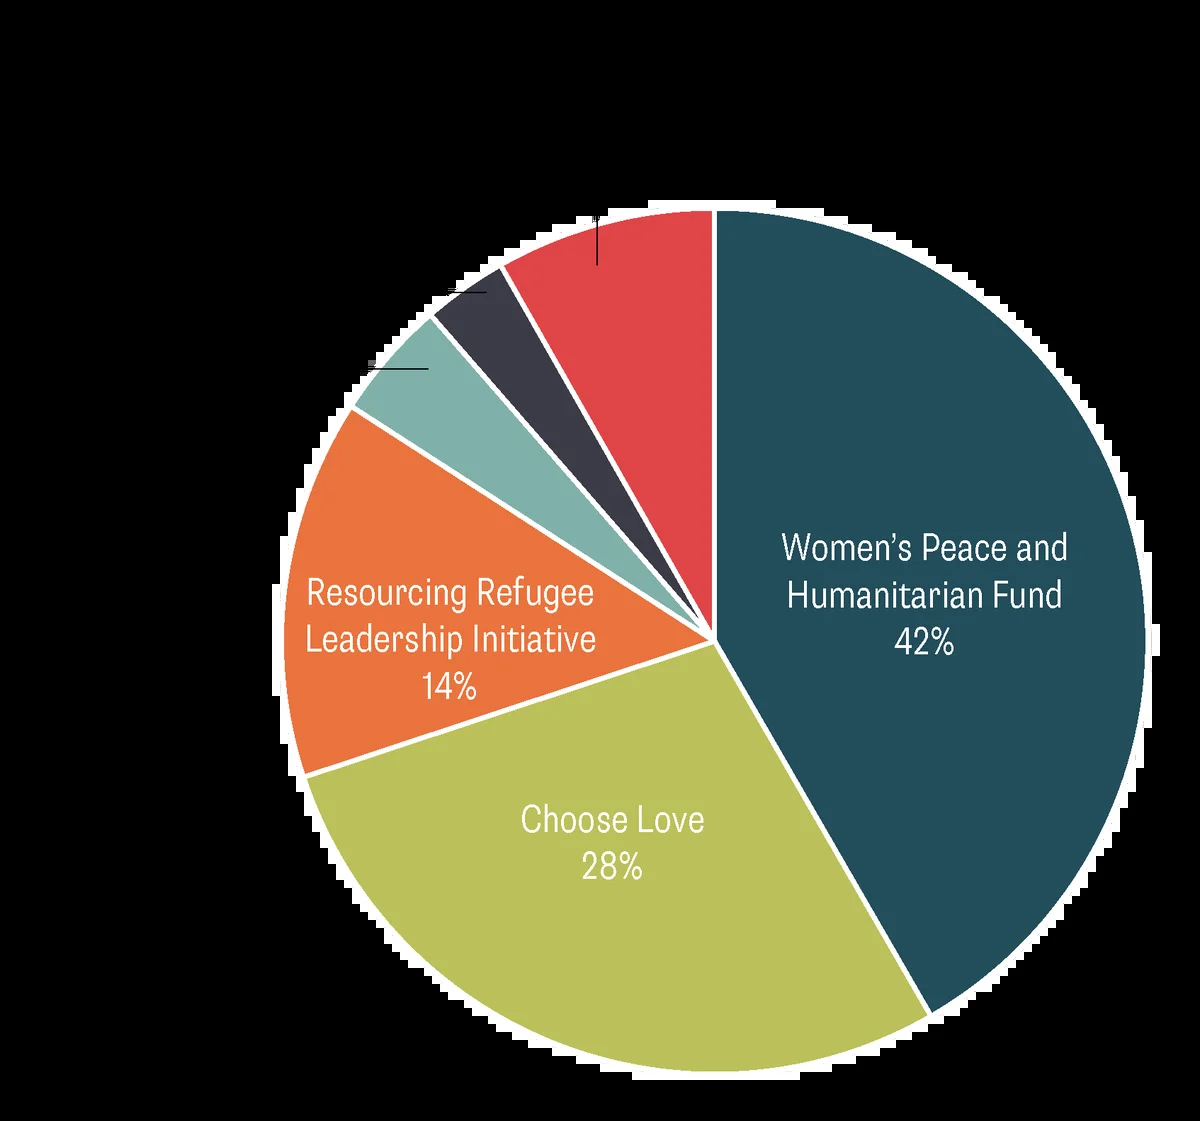 Women’s Peace and
Humanitarian Fund
42%
Resourcing Refugee
Leadership Initiative
14%
Choose Love
28%